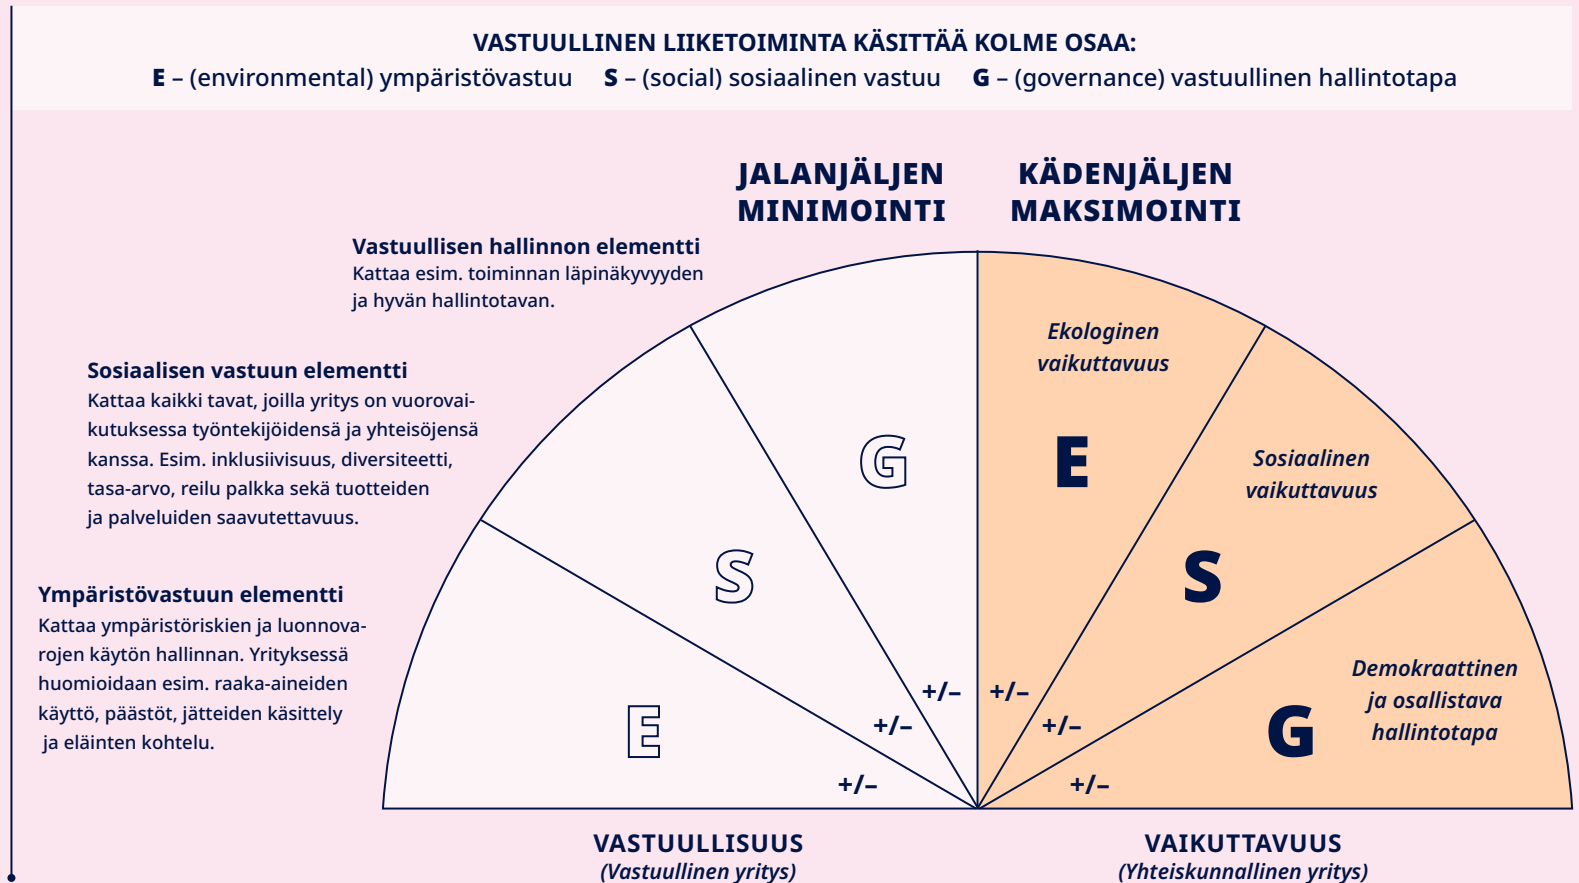 VASTUULLINEN LIIKETOIMINTA KÄSITTÄÄ KOLME OSAA:
E – (environmental) ympäristövastuu S – (social) sosiaalinen vastuu G – (governance) vastuullinen hallintotapa
JALANJÄLJEN
MINIMOINTI
KÄDENJÄLJEN
MAKSIMOINTI
Vastuullisen hallinnon elementti
Kattaa esim. toiminnan läpinäkyvyyden
ja hyvän hallintotavan.
Sosiaalisen vastuun elementti
Kattaa kaikki tavat, joilla yritys on vuorovai-
kutuksessa työntekijöidensä ja yhteisöjensä
kanssa. Esim. inklusiivisuus, diversiteetti,
tasa-arvo, reilu palkka sekä tuotteiden
ja palveluiden saavutettavuus.
Ympäristövastuun elementti
Kattaa ympäristöriskien ja luonnova-
rojen käytön hallinnan. Yrityksessä
huomioidaan esim. raaka-aineiden
käyttö, päästöt, jätteiden käsittely
ja eläinten kohtelu.
E
+/–
S
+/–
G
+/–
Ekologinen
vaikuttavuus
E
+/–
Sosiaalinen
vaikuttavuus
S
+/–
Demokraattinen
ja osallistava
hallintotapa
G
+/–
VASTUULLISUUS
(Vastuullinen yritys)
VAIKUTTAVUUS
(Yhteiskunnallinen yritys)